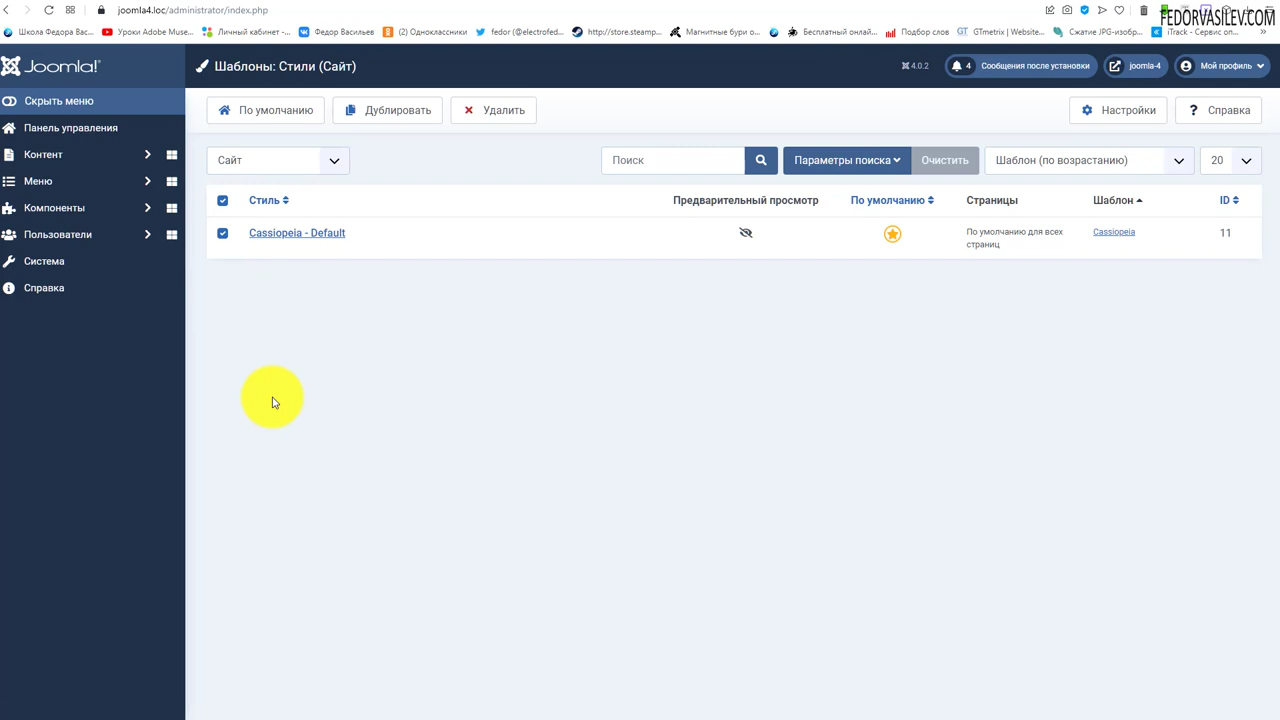 joomla4.loc/administrator/index.php
FEDORVASILEV.COM
Школа Федора Вас...
Уроки Adobe Muse...
Личный кабинет -...
Федор Васильев
(2) Одноклассники
fedor (@electrofed...
http://store.steamp...
Магнитные бури о...
Бесплатный онлай...
Подбор слов
GTmetrix | Website...
Сжатие JPG-изобр...
iTrack - Сервис оп...
Joomla!
Шаблоны: Стили (Сайт)
4.0.2
4 Сообщения после установки
joomla-4
Мой профиль
Скрыть меню
Панель управления
Контент
Меню
Компоненты
Пользователи
Система
Справка
По умолчанию
Дублировать
Удалить
Настройки
? Справка
Сайт
Поиск
Параметры поиска
Очистить
Шаблон (по возрастанию)
20
Стиль
Предварительный просмотр
По умолчанию
Страницы
Шаблон
ID
Cassiopeia - Default
По умолчанию для всех
страниц
Cassiopeia
11